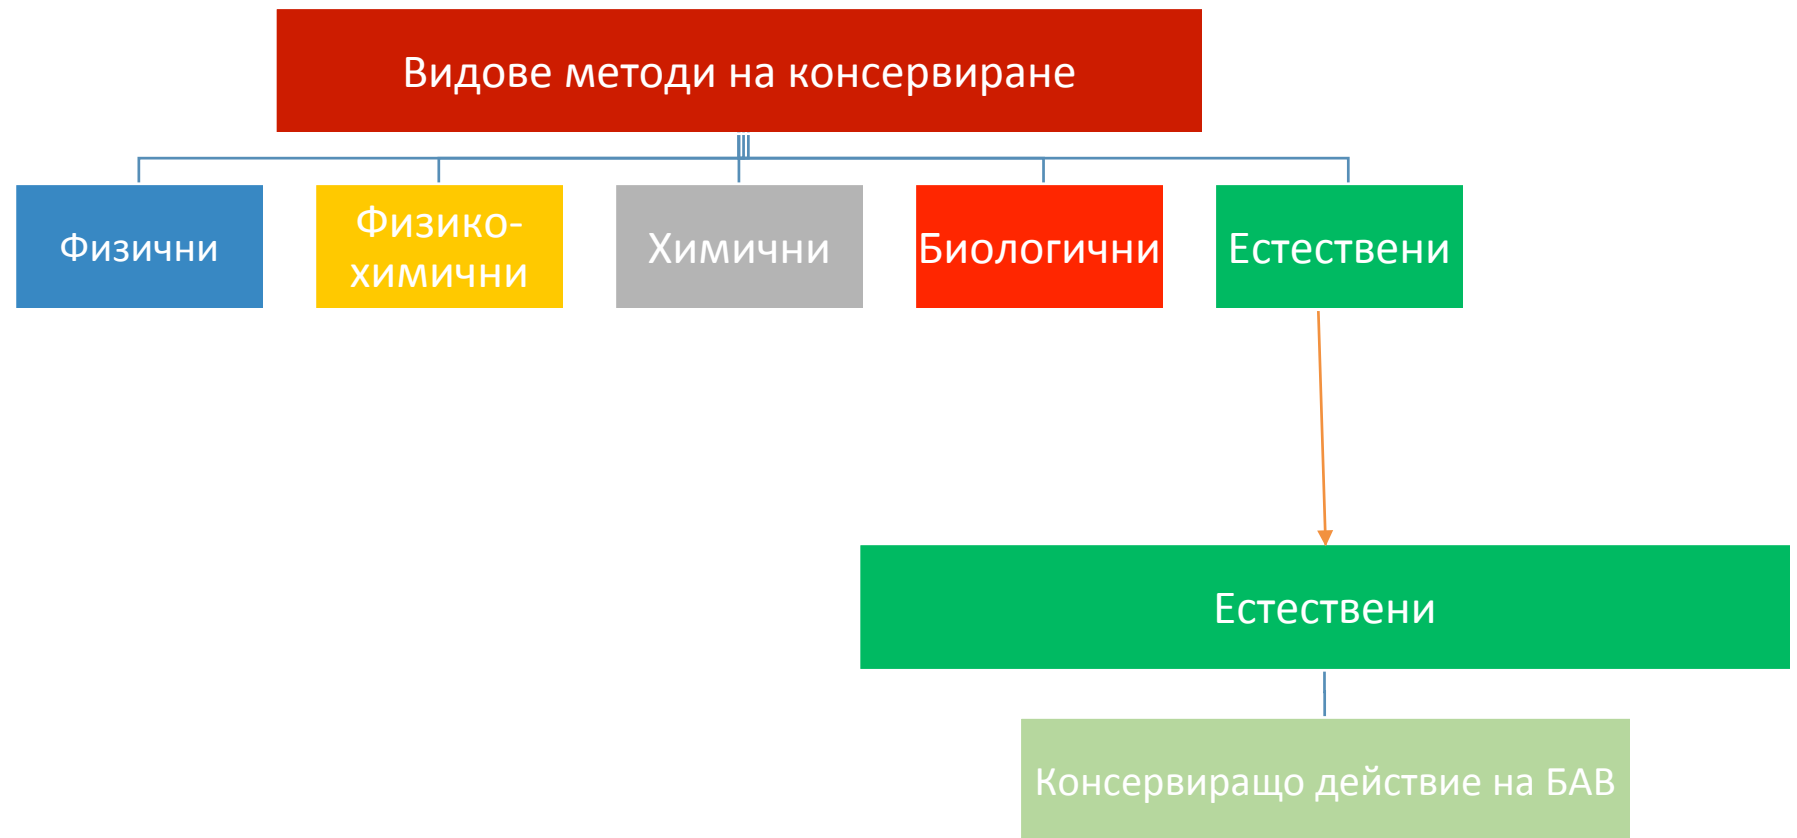 Видове методи на консервиране
Физични
Физико-
химични
Химични
Биологични
Естествени
Естествени
Консервиращо действие на БАВ